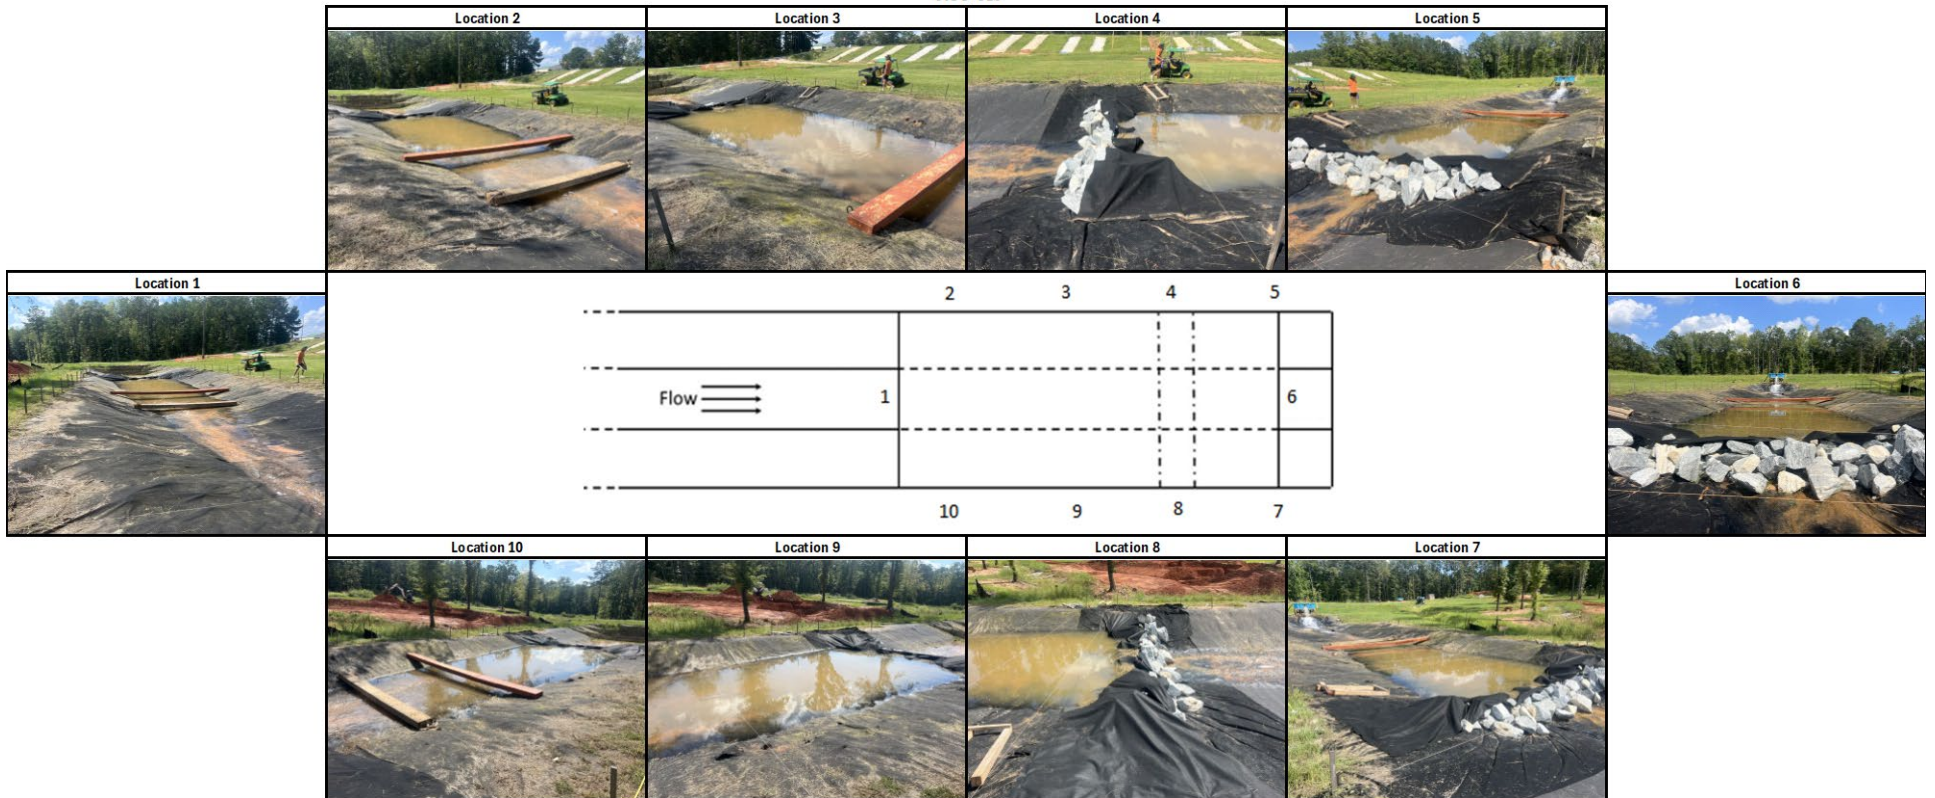 Location 2
Location 3
Location 4
Location 5
Location 1
Location 6
2
3
4
5
Flow
1
6
10
9
8
7
Location 10
Location 9
Location 8
Location 7